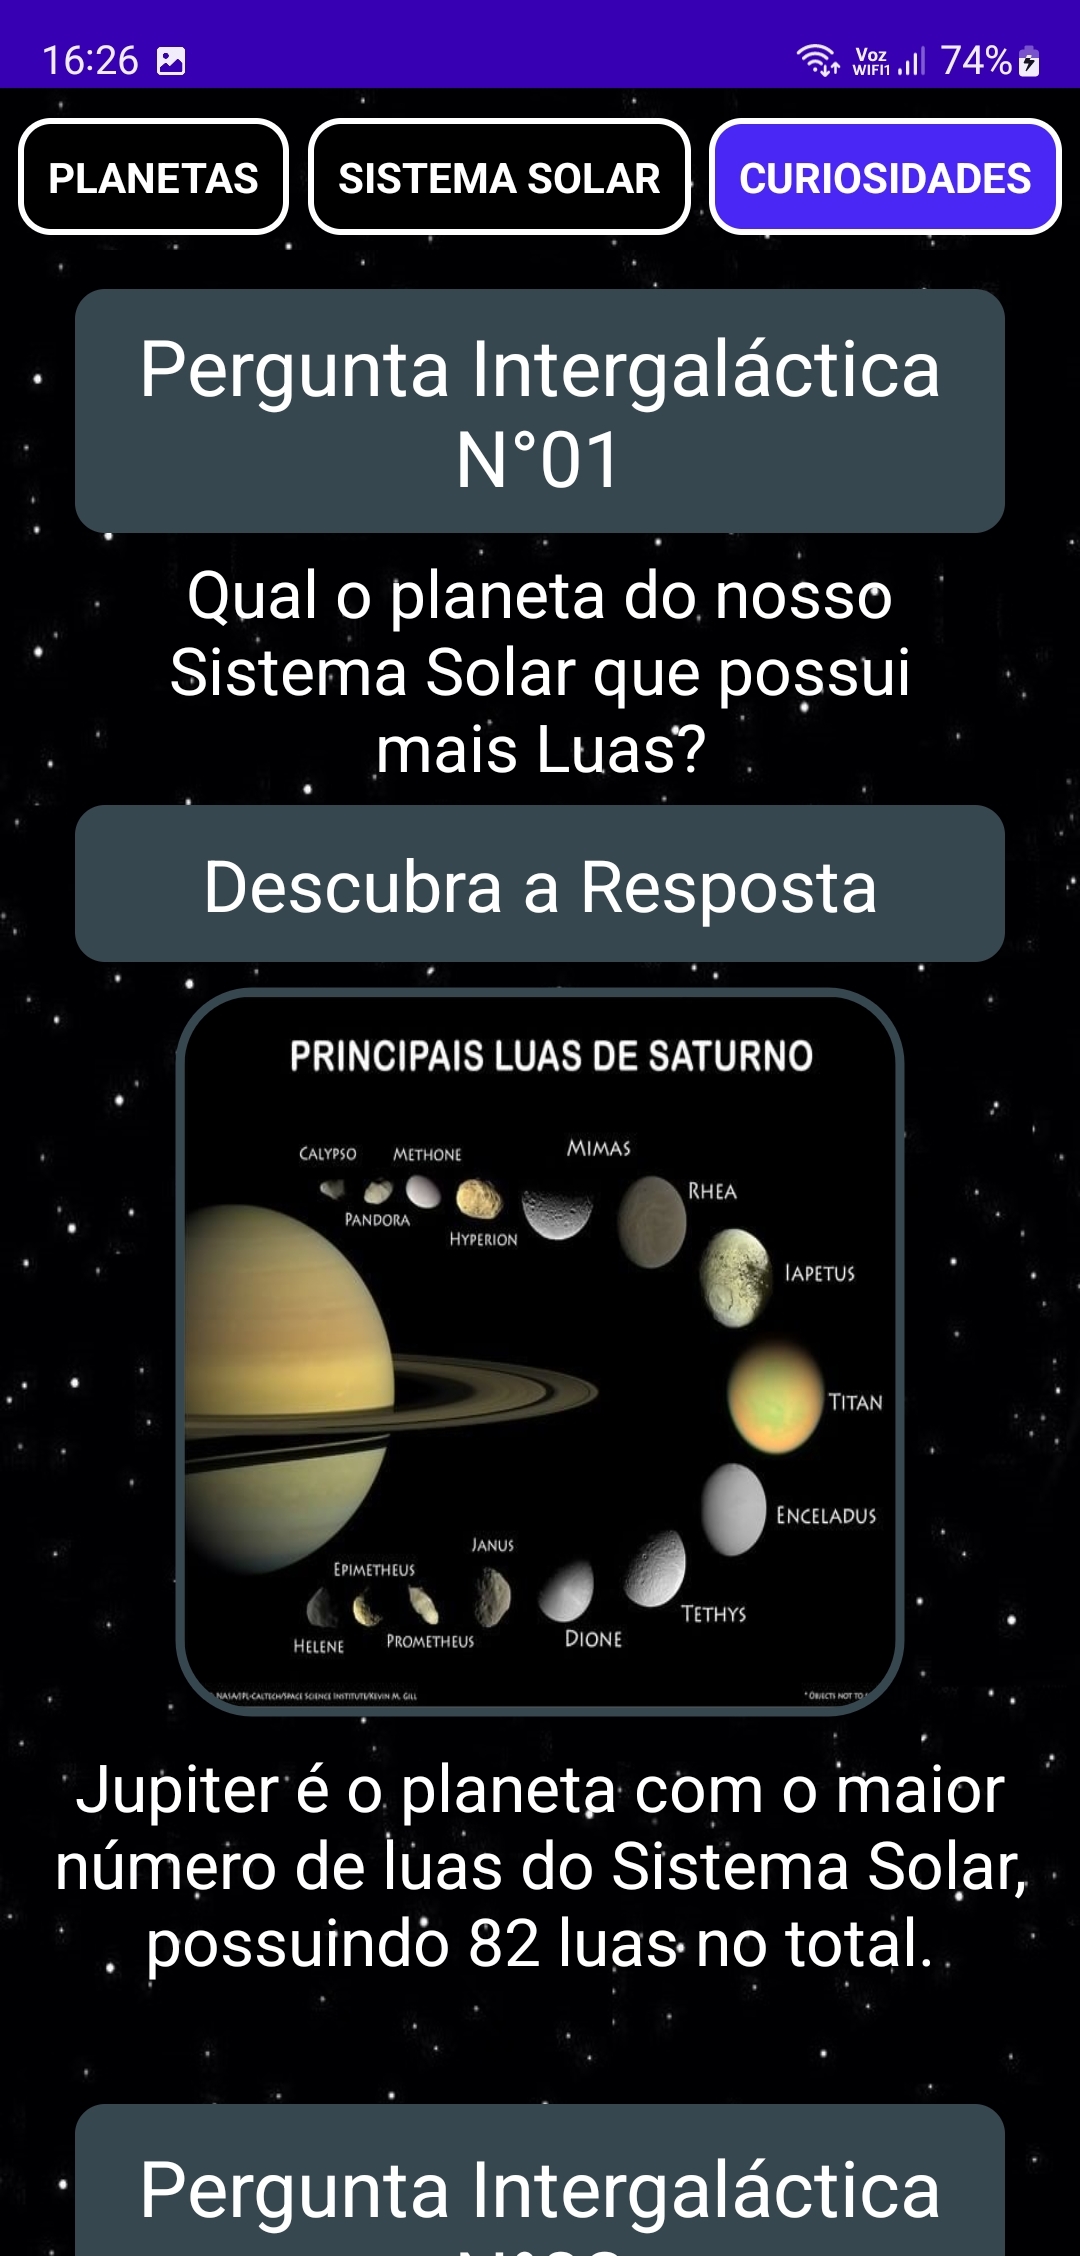 16:26
Voz
WIFI1
74%
PLANETAS
SISTEMA SOLAR
CURIOSIDADES
Pergunta Intergaláctica
N°01
Qual o planeta do nosso
Sistema Solar que possui
mais Luas?
Descubra a Resposta
PRINCIPAIS LUAS DE SATURNO
CALYPSO
METHONE
MIMAS
PANDORA
HYPERION
RHEA
IAPETUS
TITAN
ENCELADUS
TETHYS
DIONE
JANUS
EPIMETHEUS
PROMETHEUS
HELENE
NASA/JPL-CALTECH/SPACE SCIENCE INSTITUTE/KEVIN M. GILL
* OBJECTS NOT TO
Jupiter é o planeta com o maior
número de luas do Sistema Solar,
possuindo 82 luas no total.
Pergunta Intergaláctica